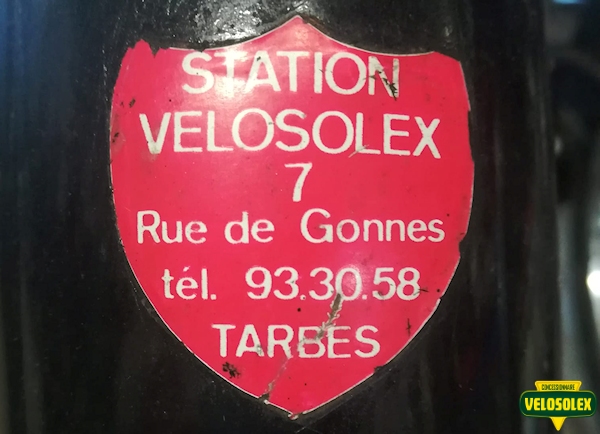 STATION
VELOSOLEX
7
Rue de Gonnes
tél. 93.30.58
TARBES
CONCESSIONNAIRE
VELOSOLEX